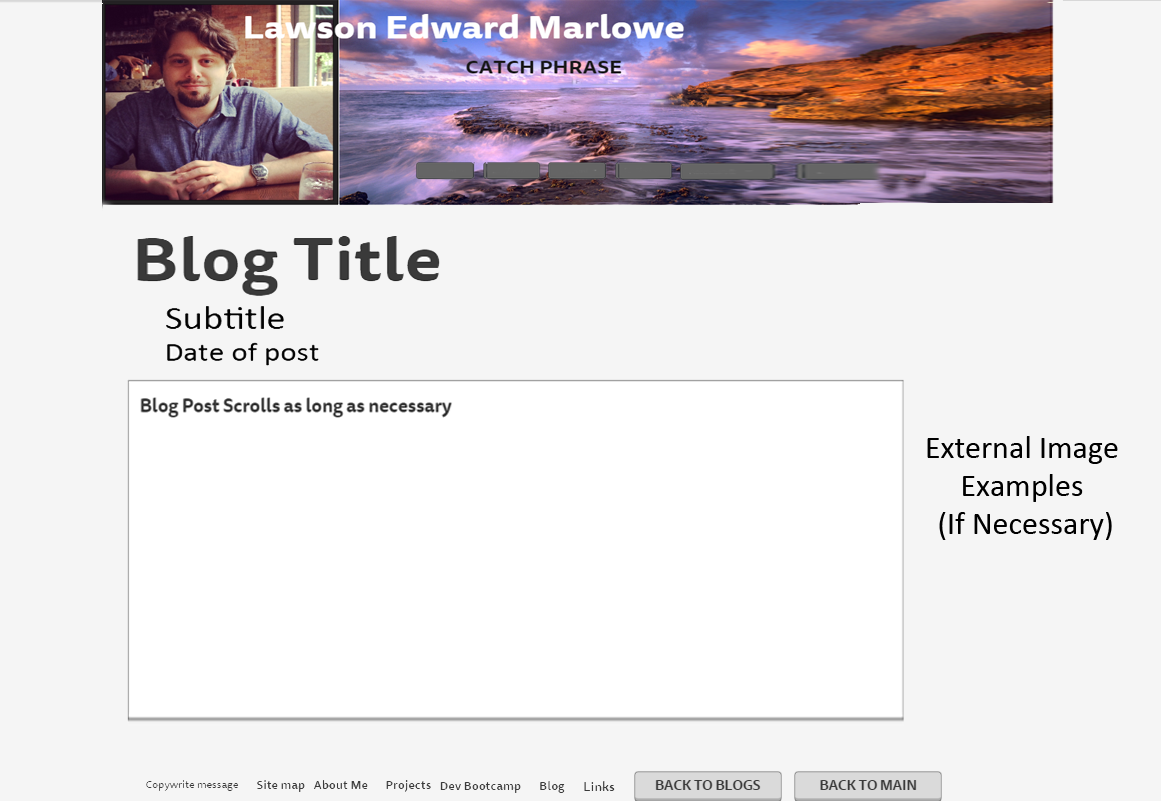 Lawson Edward Marlowe
CATCH PHRASE
Blog Title
Subtitle
Date of post
Blog Post Scrolls as long as necessary
External Image
Examples
(If Necessary)
Copywrite message Site map About Me Projects Dev Bootcamp Blog Links BACK TO BLOGS BACK TO MAIN